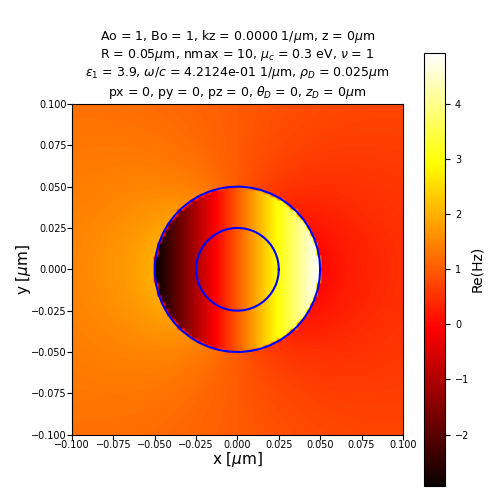 Ao = 1, Bo = 1, kz = 0.0000 1/μm, z = 0μm
R = 0.05μm, nmax = 10, μc = 0.3 eV, ν = 1
ε1 = 3.9, ω/c = 4.2124e-01 1/μm, ρD = 0.025μm
px = 0, py = 0, pz = 0, θD = 0, zD = 0μm
0.100
0.075
0.050
0.025
0.000
−0.025
−0.050
−0.075
−0.100
y [μm]
−0.100 −0.075 −0.050 −0.025 0.000 0.025 0.050 0.075 0.100
x [μm]
4
3
2
1
0
−1
−2
Re(Hz)